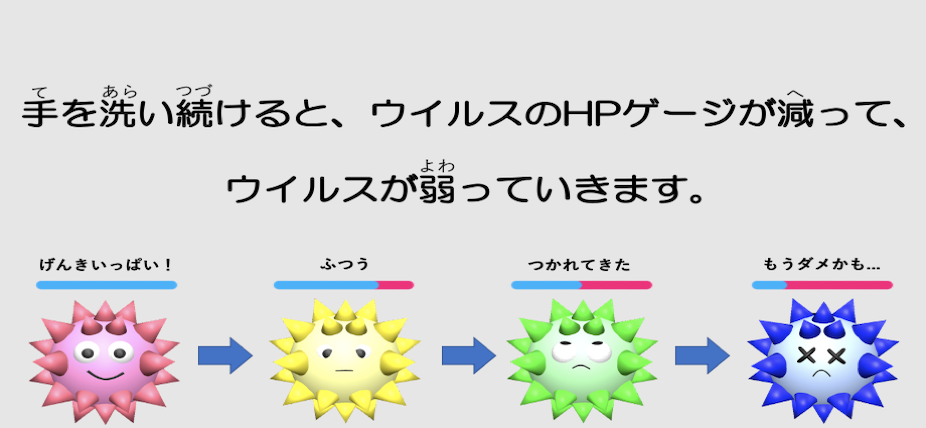 手を洗い続けると、ウイルスのHPゲージが減って、
ウイルスが弱っていきます。
げんきいっぱい！
ふつう
つかれてきた
もうダメかも...